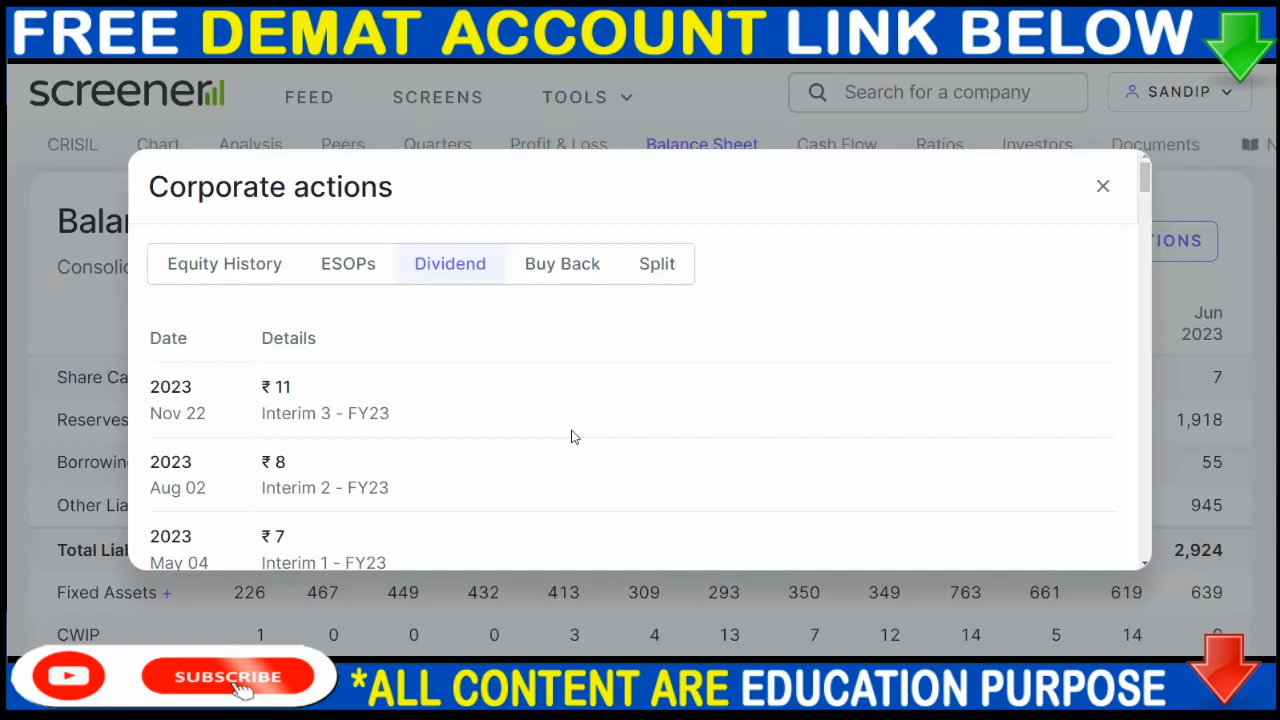 FREE DEMAT ACCOUNT LINK BELOW
screener FEED SCREENS TOOLS Search for a company SANDIP
CRISIL Chart Analysis Peers Quarters Profit & Loss Balance Sheet Cash Flow Ratios Investors Documents N
Corporate actions
Balan
IONS
Consolid
Equity History ESOPs Dividend Buy Back Split
Jun
2023
Date Details
Share Ca 7
2023 ₹ 11
Nov 22 Interim 3 - FY23
Reserves 1,918
2023 ₹ 8
Borrowin 55
Aug 02 Interim 2 - FY23
Other Lia 945
2023 ₹ 7
May 04 Interim 1 - FY23
Total Liab 2,924
Fixed Assets + 226 467 449 432 413 309 293 350 349 763 661 619 639
CWIP 1 0 0 0 3 4 13 7 12 14 5 14
SUBSCRIBE
*ALL CONTENT ARE EDUCATION PURPOSE